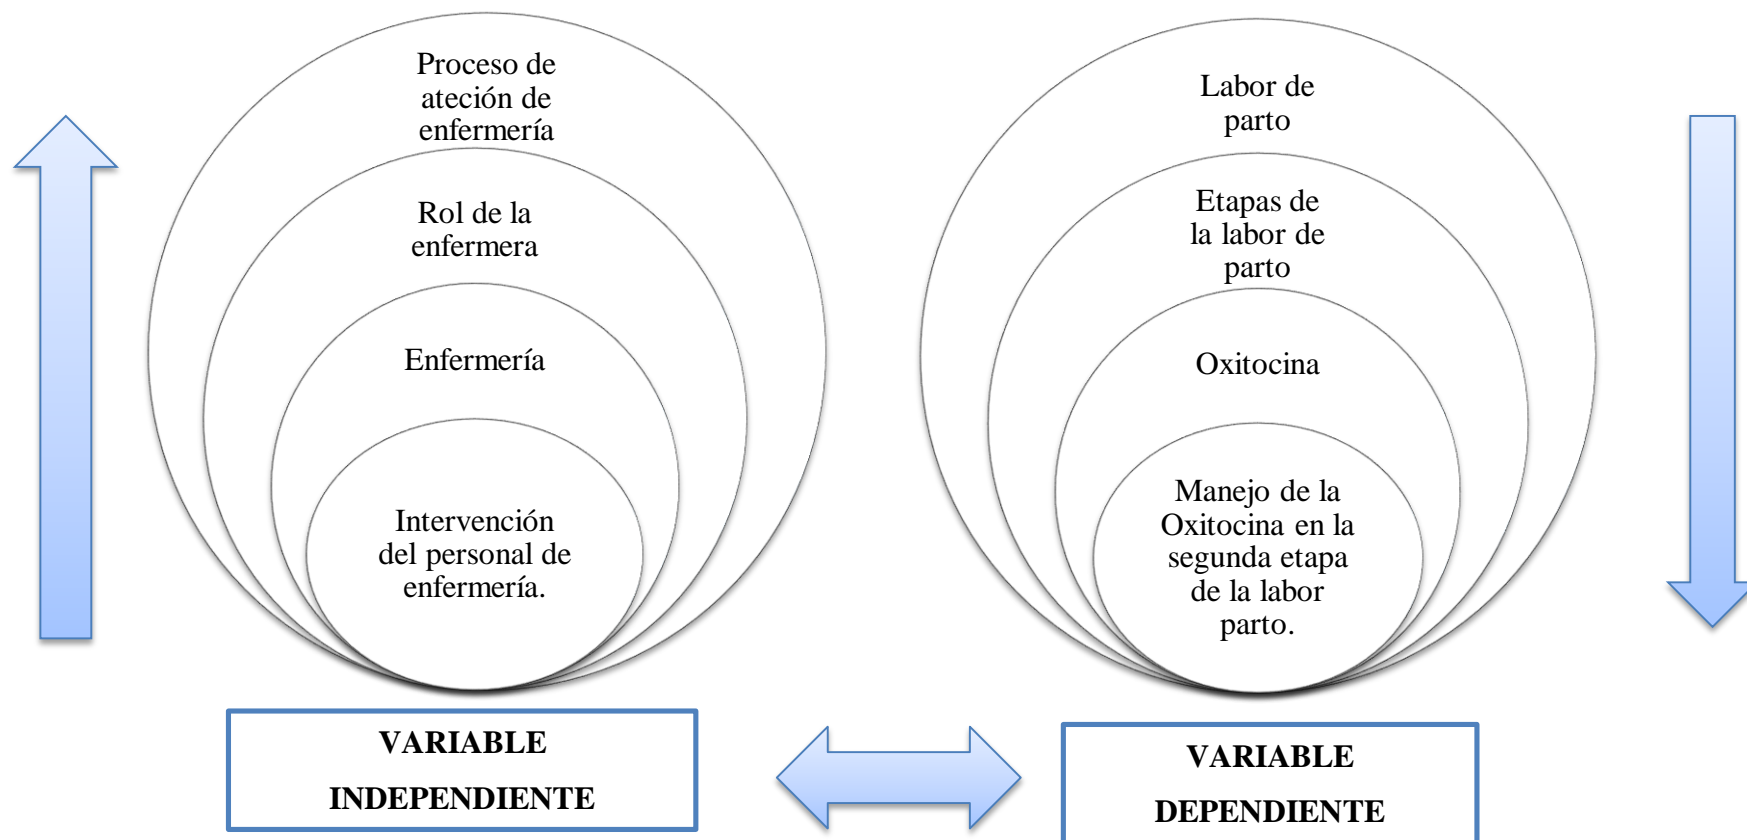 Proceso de
ateción de
enfermería
Rol de la
enfermera
Enfermería
Intervención
del personal de
enfermería.
VARIABLE
INDEPENDIENTE
Labor de
parto
Etapas de
la labor de
parto
Oxitocina
Manejo de la
Oxitocina en la
segunda etapa
de la labor
parto.
VARIABLE
DEPENDIENTE